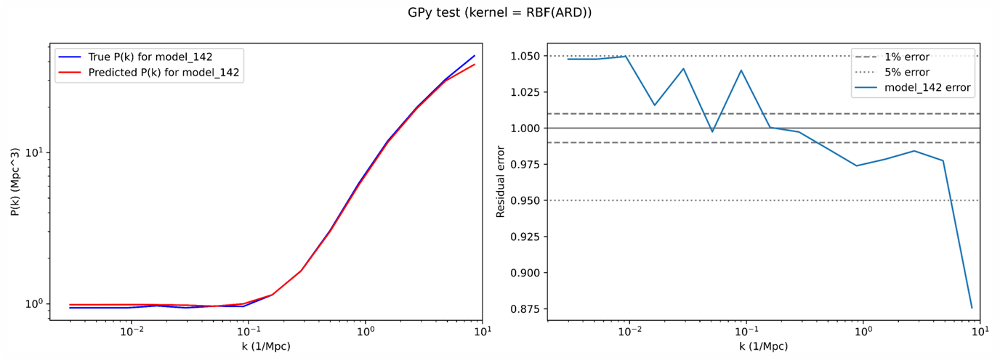 GPy test (kernel = RBF(ARD))
True P(k) for model_142
Predicted P(k) for model_142
P(k) (Mpc^3)
10^1
10^0
10^-2
10^-1
10^0
10^1
k (1/Mpc)
1% error
5% error
model_142 error
Residual error
1.050
1.025
1.000
0.975
0.950
0.925
0.900
0.875
10^-2
10^-1
10^0
10^1
k (1/Mpc)